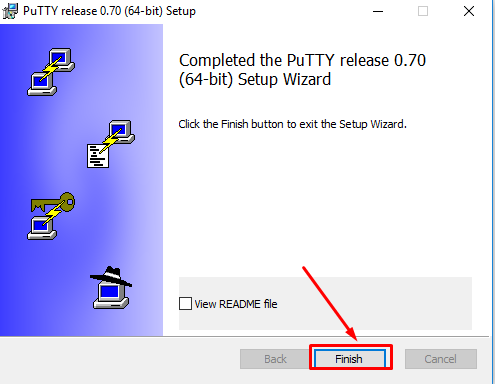 PuTTY release 0.70 (64-bit) Setup
Completed the PuTTY release 0.70
(64-bit) Setup Wizard
Click the Finish button to exit the Setup Wizard.
View README file
Back
Finish
Cancel